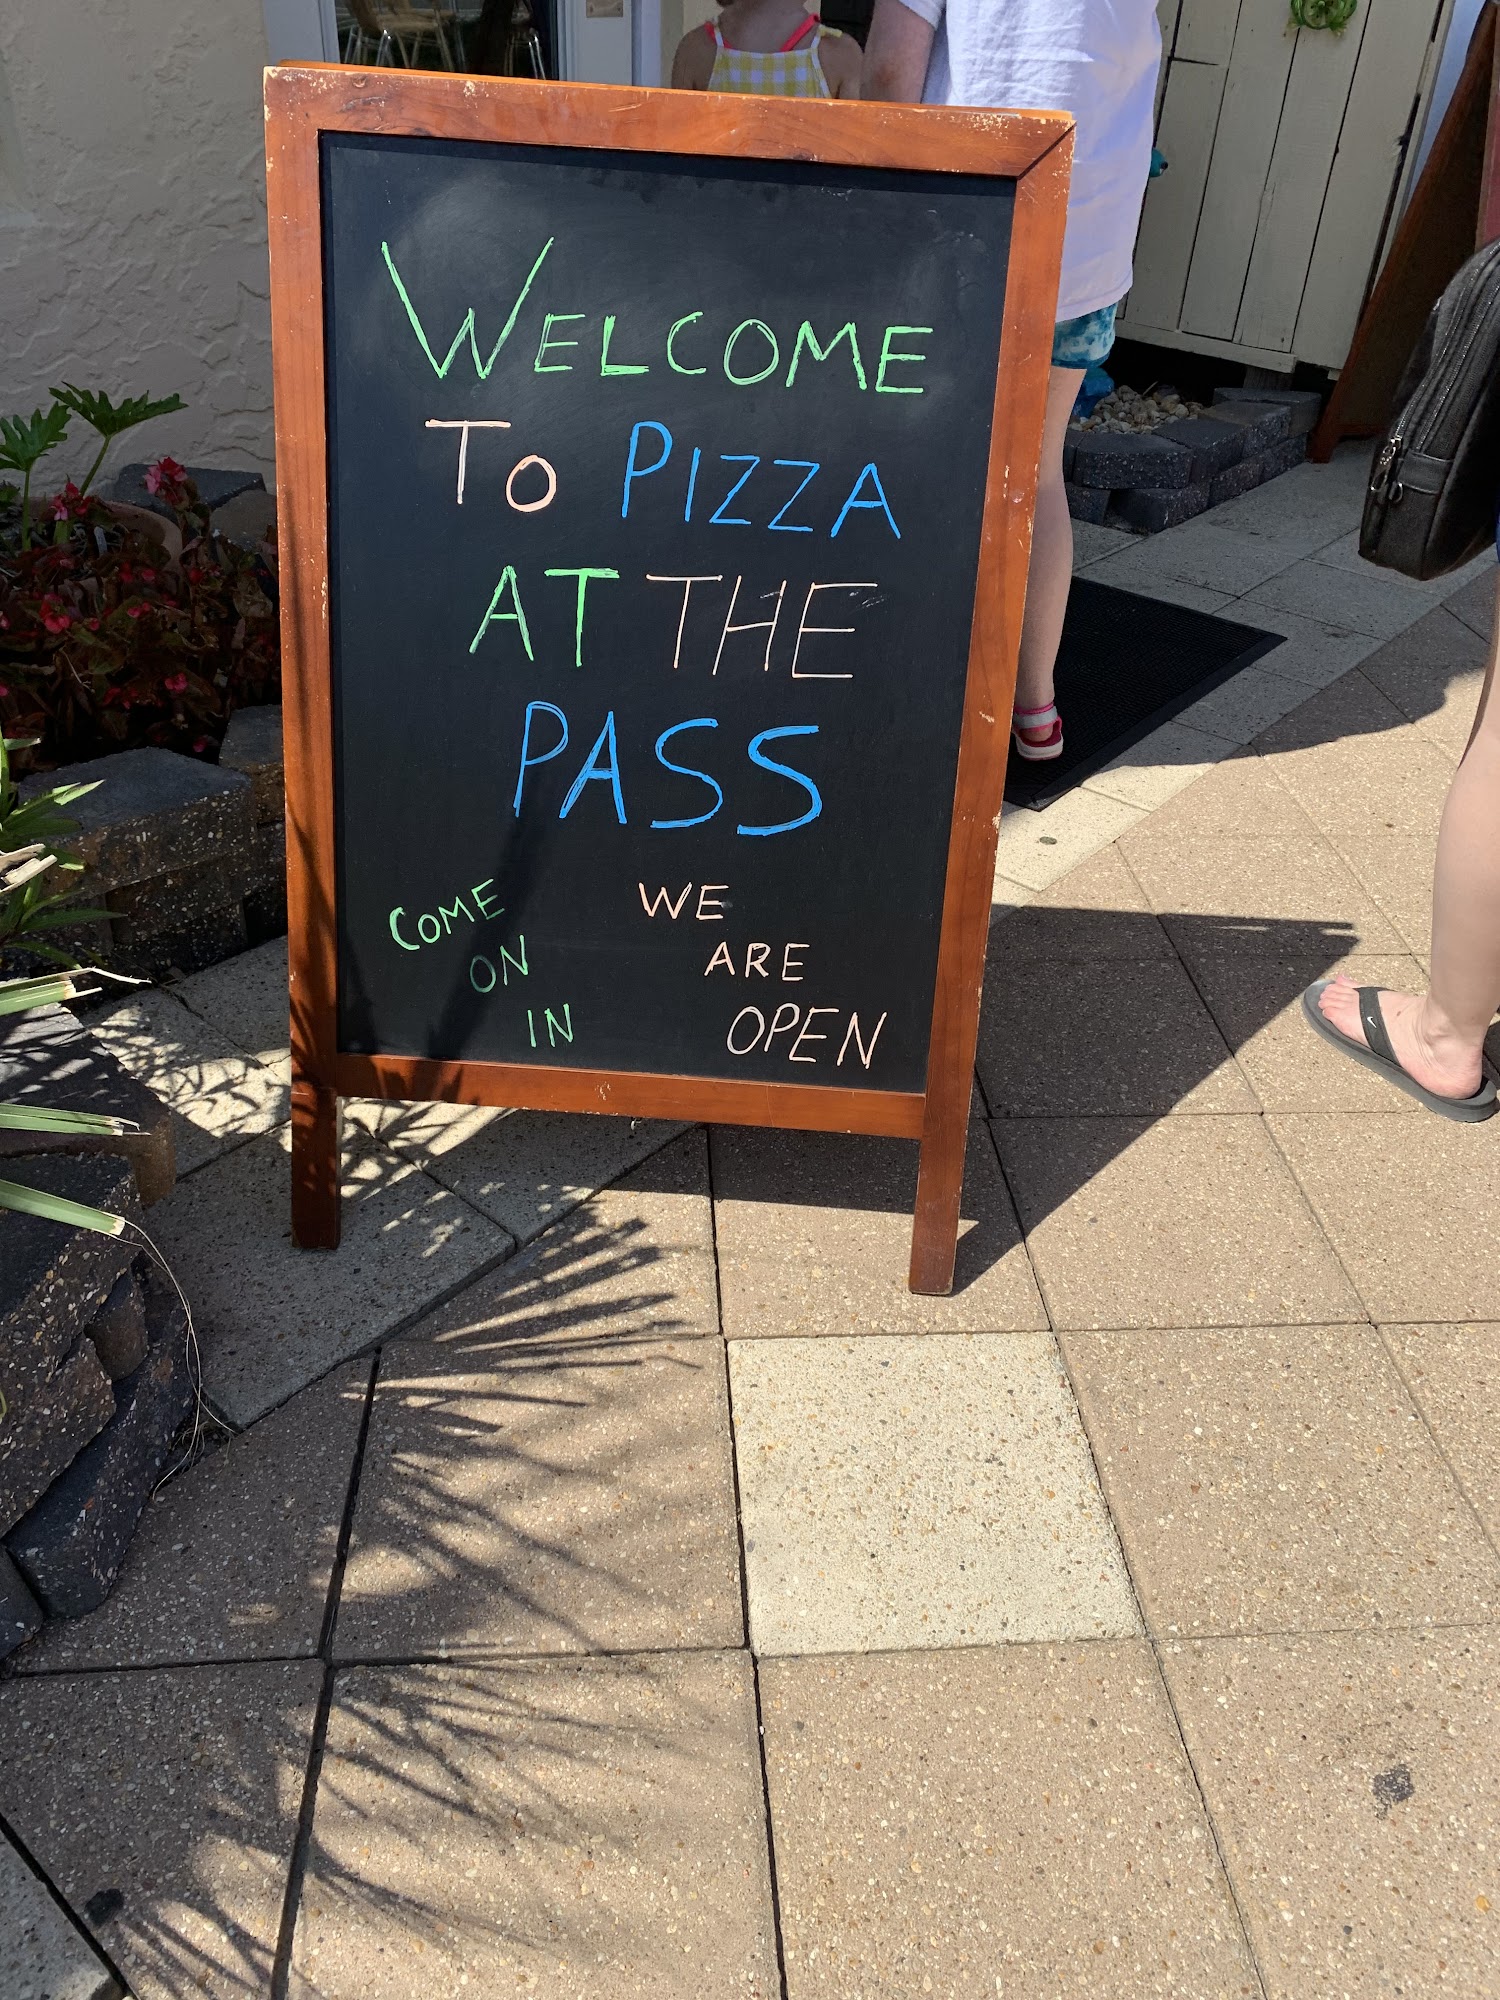 WELCOME
TO PIZZA
AT THE
PASS
COME
ON
IN
WE
ARE
OPEN